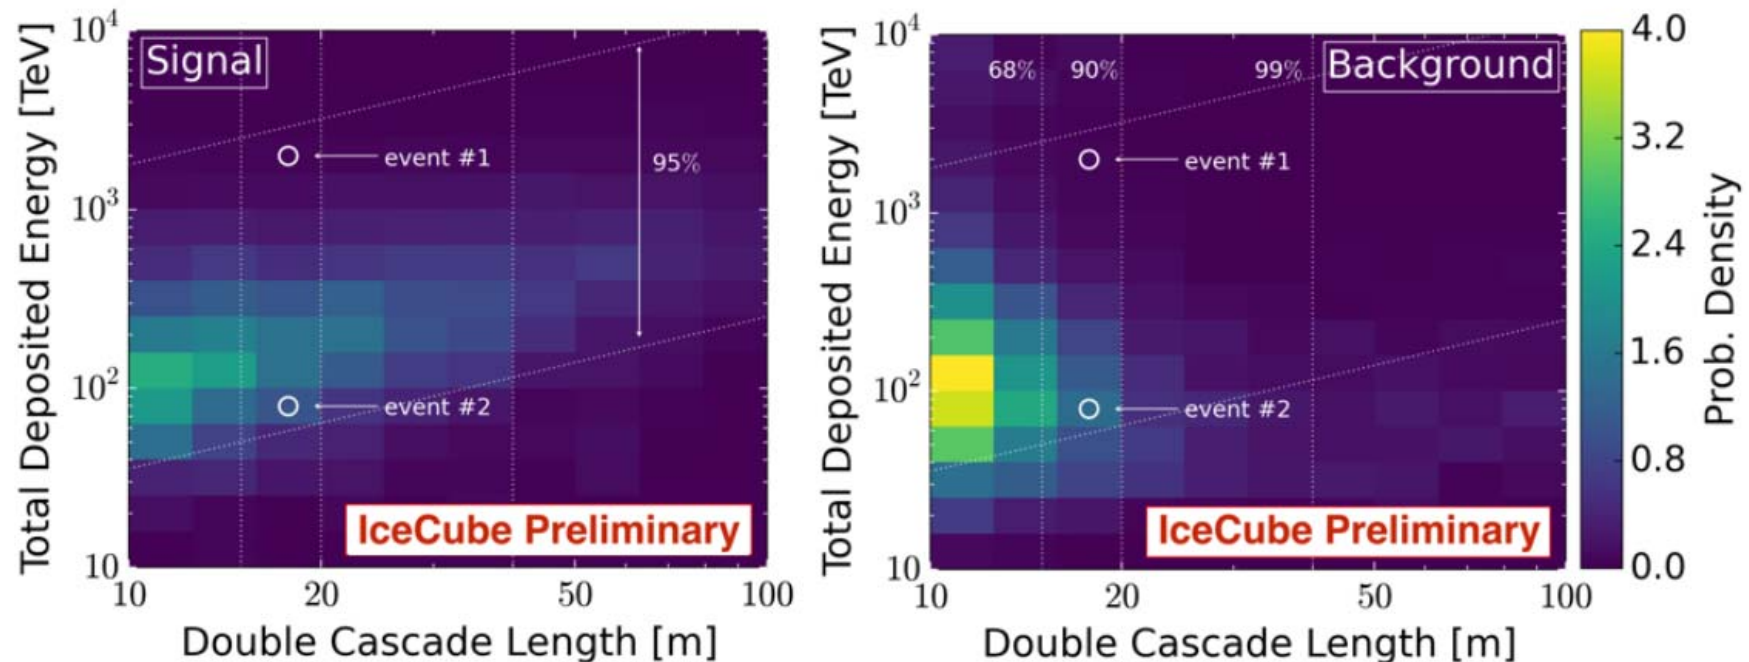 Total Deposited Energy [TeV]
10^4
10^3
10^2
10
Signal
event #1
95%
event #2
IceCube Preliminary
10 20 50 100
Double Cascade Length [m]
Total Deposited Energy [TeV]
10^4
10^3
10^2
10
68% 90% 99% Background
event #1
event #2
IceCube Preliminary
10 20 50 100
Double Cascade Length [m]
4.0
3.2
2.4
1.6
0.8
0.0
Prob. Density